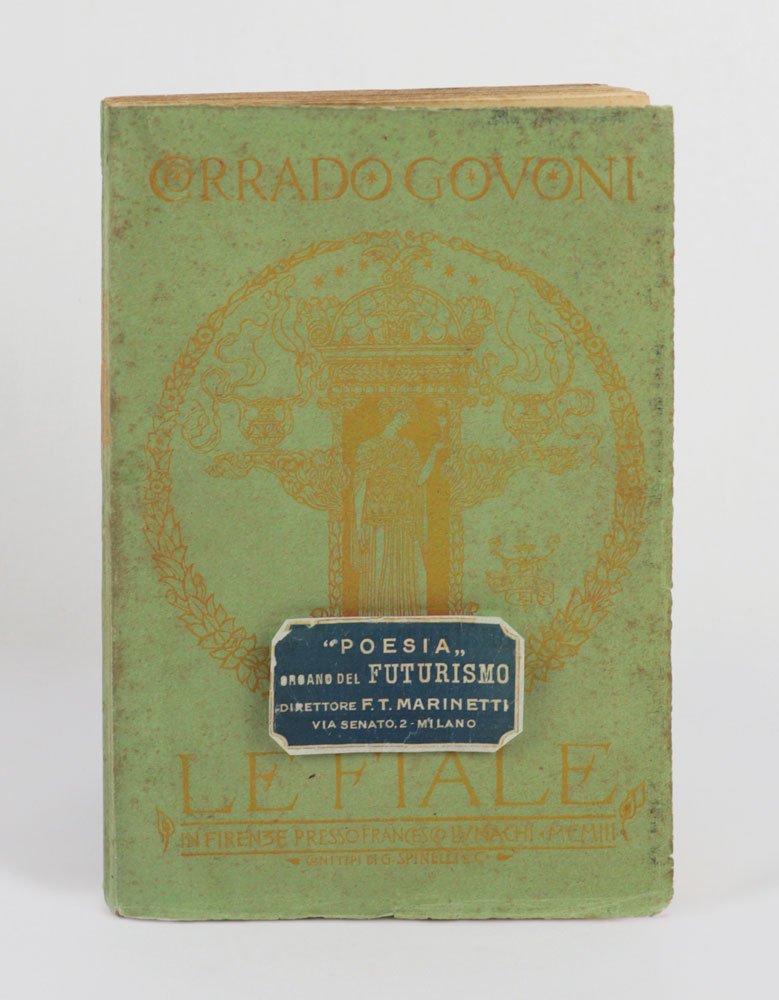 CORRADO GOVONI
"POESIA„
ORGANO DEL FUTURISMO
DIRETTORE F. T. MARINETTI
VIA SENATO, 2 - MILANO
LE FIALE
IN FIRENZE PRESSO FRANCESCO LVMACHI · MCMIII
CON I TIPI DI G. SPINELLI E C.